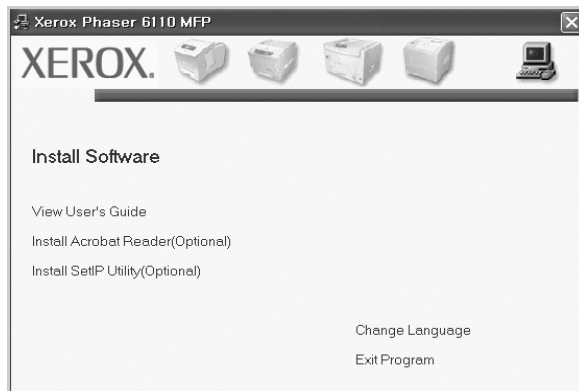 Xerox Phaser 6110 MFP
XEROX.
Install Software
View User's Guide
Install Acrobat Reader(Optional)
Install SetIP Utility(Optional)
Change Language
Exit Program